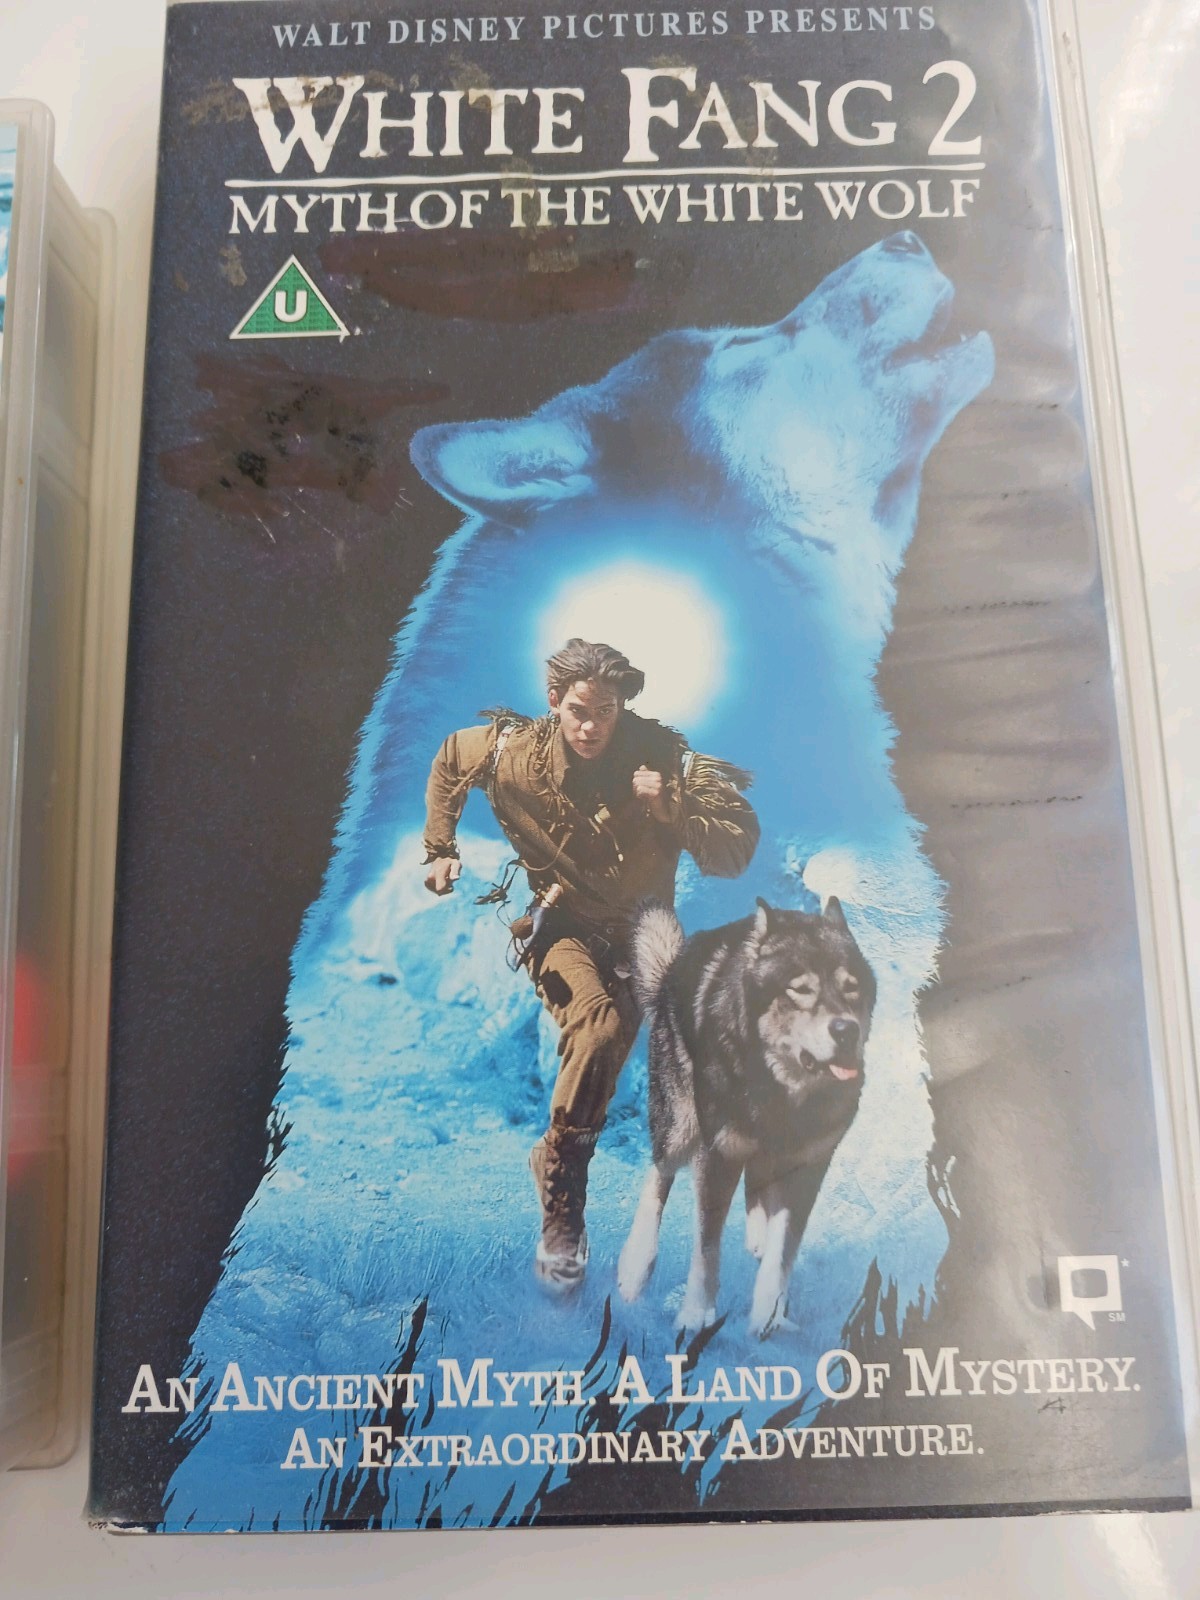 WALT DISNEY PICTURES PRESENTS
WHITE FANG 2
MYTH OF THE WHITE WOLF
U
SM
AN ANCIENT MYTH. A LAND OF MYSTERY.
AN EXTRAORDINARY ADVENTURE.